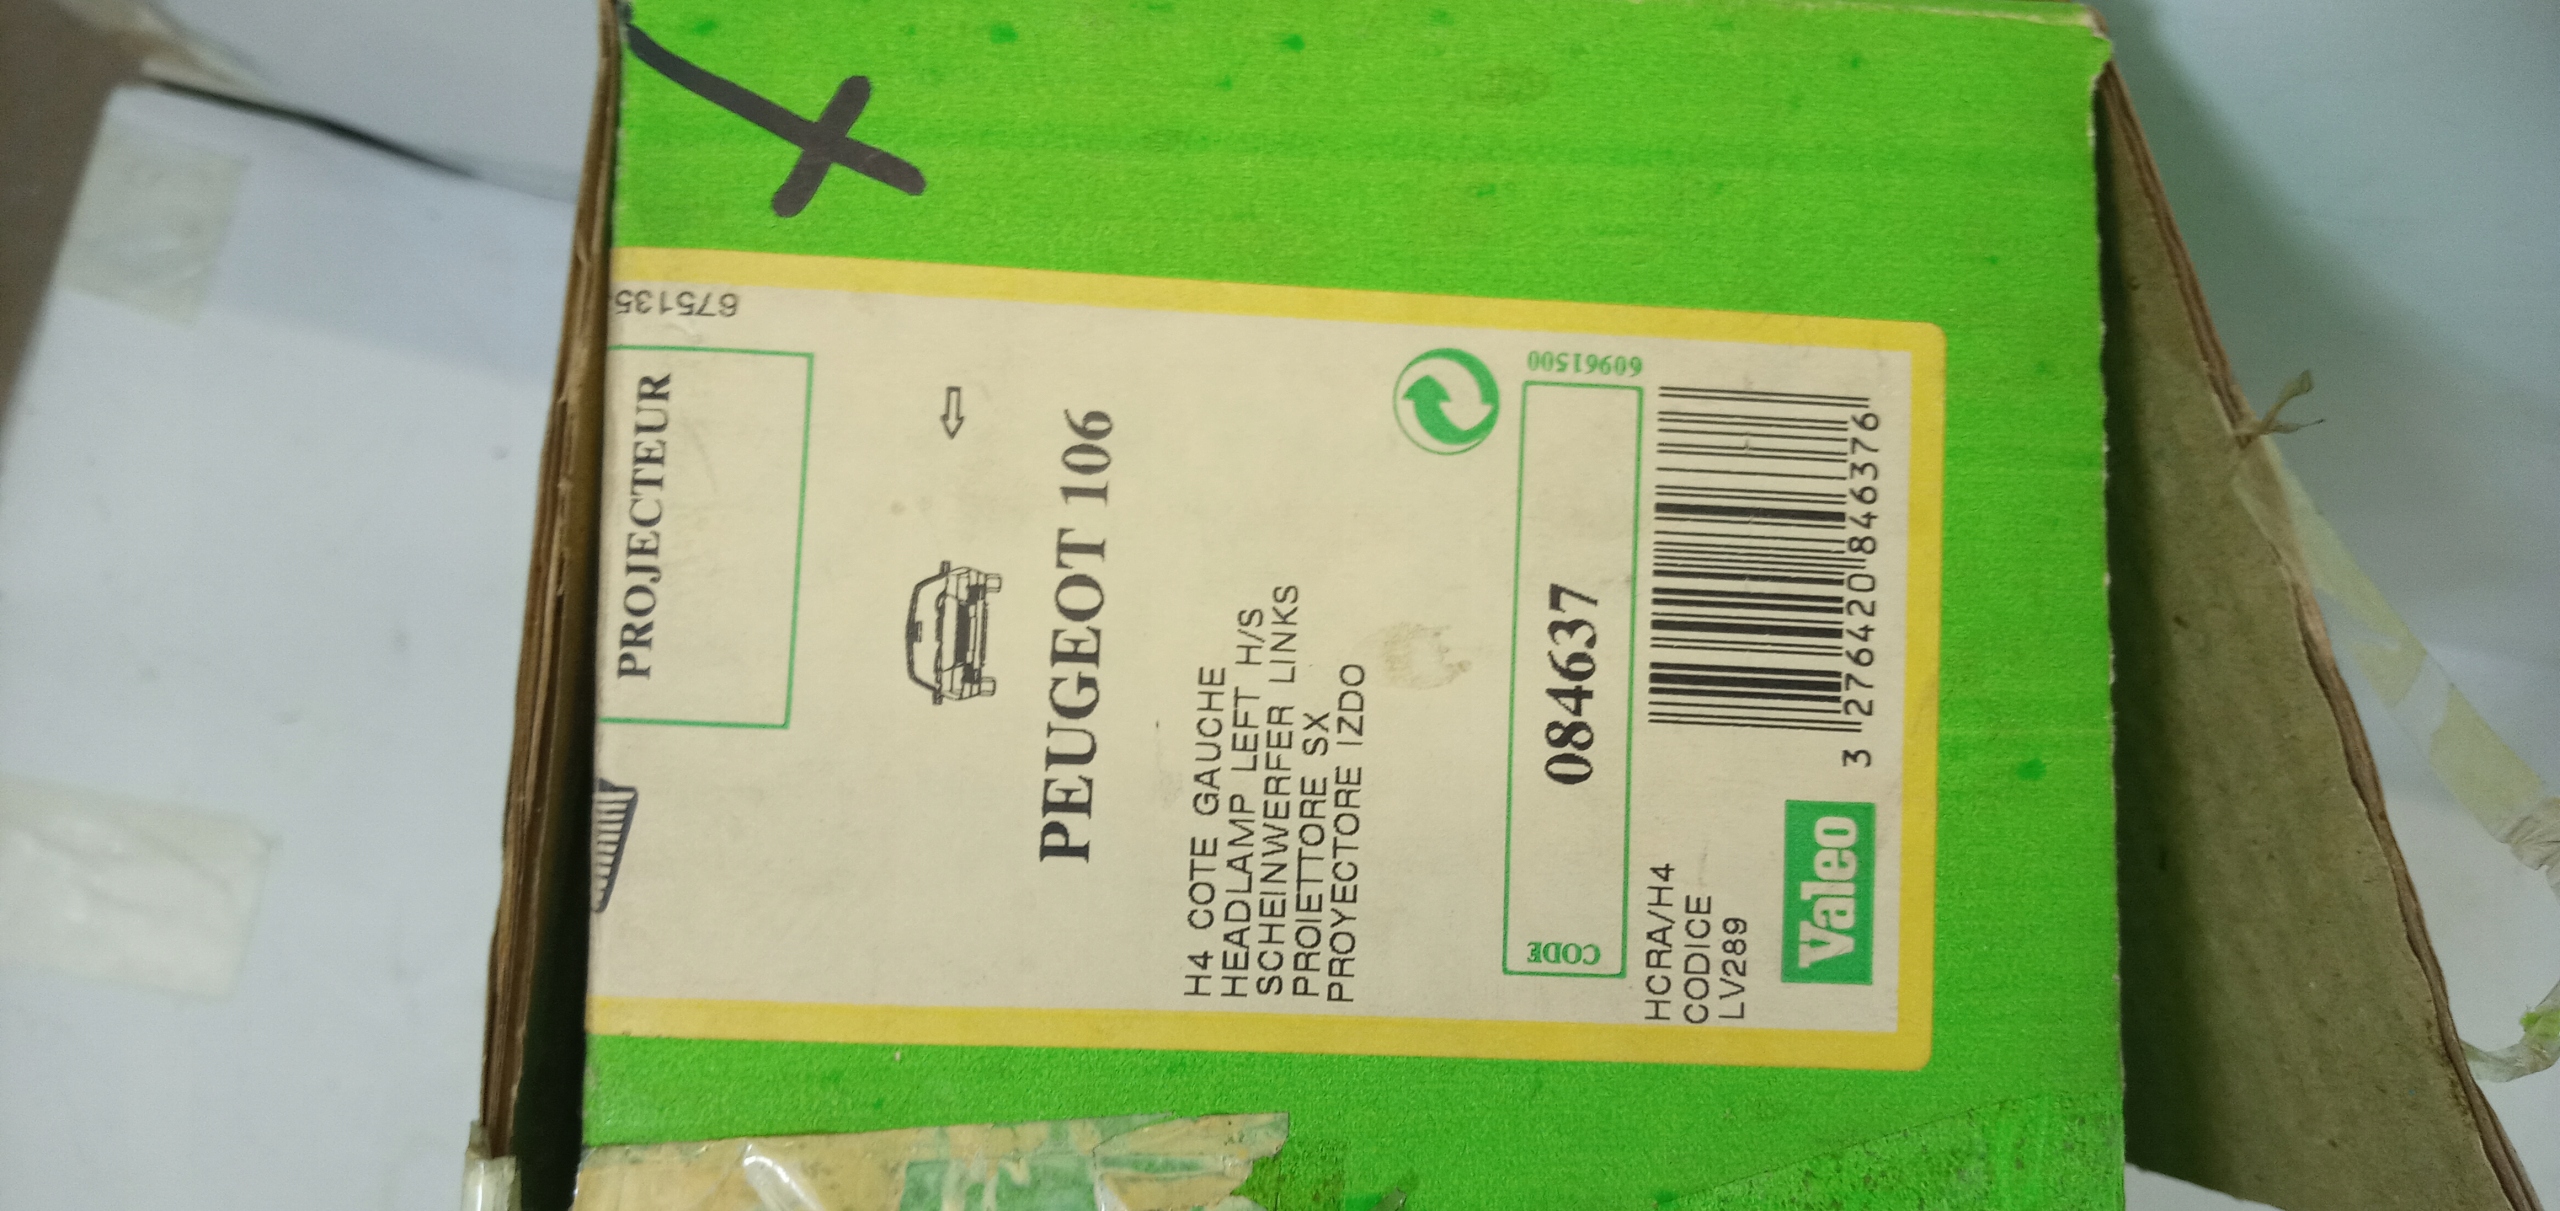 PROJECTEUR
675135
PEUGEOT 106
H4 COTE GAUCHE
HEADLAMP LEFT H/S
SCHEINWERFER LINKS
PROIETTORE SX
PROYECTORE IZDO
CODE
084637
60961500
HCRA/H4
CODICE
LV289
Valeo
3 276420 846376